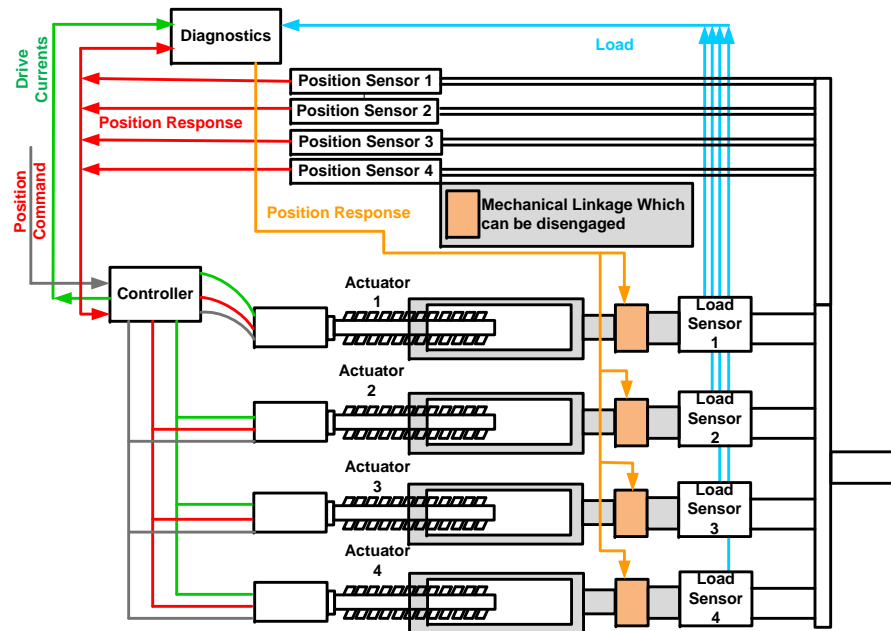 Diagnostics
Load
Drive
Currents
Position Sensor 1
Position Sensor 2
Position Response
Position Sensor 3
Position Sensor 4
Position
Command
Mechanical Linkage Which
can be disengaged
Position Response
Controller
Actuator
1
Load
Sensor
1
Actuator
2
Load
Sensor
2
Actuator
3
Load
Sensor
3
Actuator
4
Load
Sensor
4